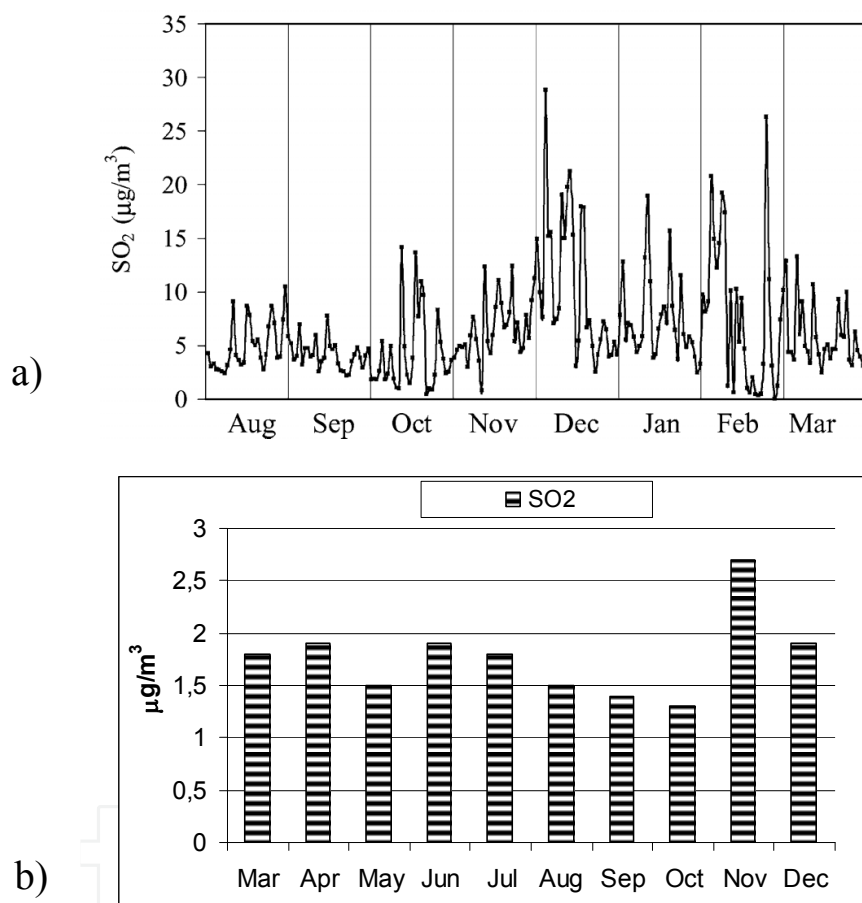 35
30
25
20
15
10
5
0
SO₂ (µg/m³)
Aug Sep Oct Nov Dec Jan Feb Mar
a)
SO2
3
2,5
2
1,5
1
0,5
0
µg/m³
Mar Apr May Jun Jul Aug Sep Oct Nov Dec
b)